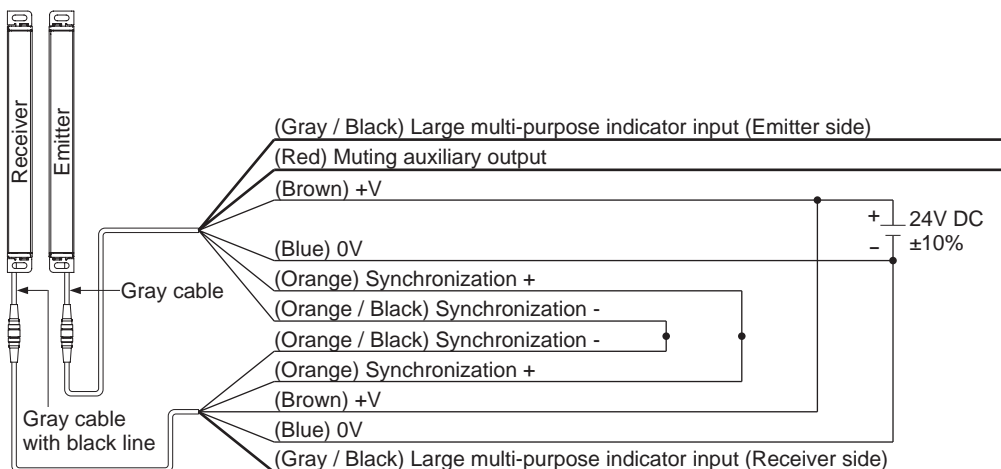 Receiver
Emitter
(Gray / Black) Large multi-purpose indicator input (Emitter side)
(Red) Muting auxiliary output
(Brown) +V
+
24V DC
(Blue) 0V
−
±10%
(Orange) Synchronization +
Gray cable
(Orange / Black) Synchronization -
(Orange / Black) Synchronization -
(Orange) Synchronization +
(Brown) +V
Gray cable
with black line
(Blue) 0V
(Gray / Black) Large multi-purpose indicator input (Receiver side)